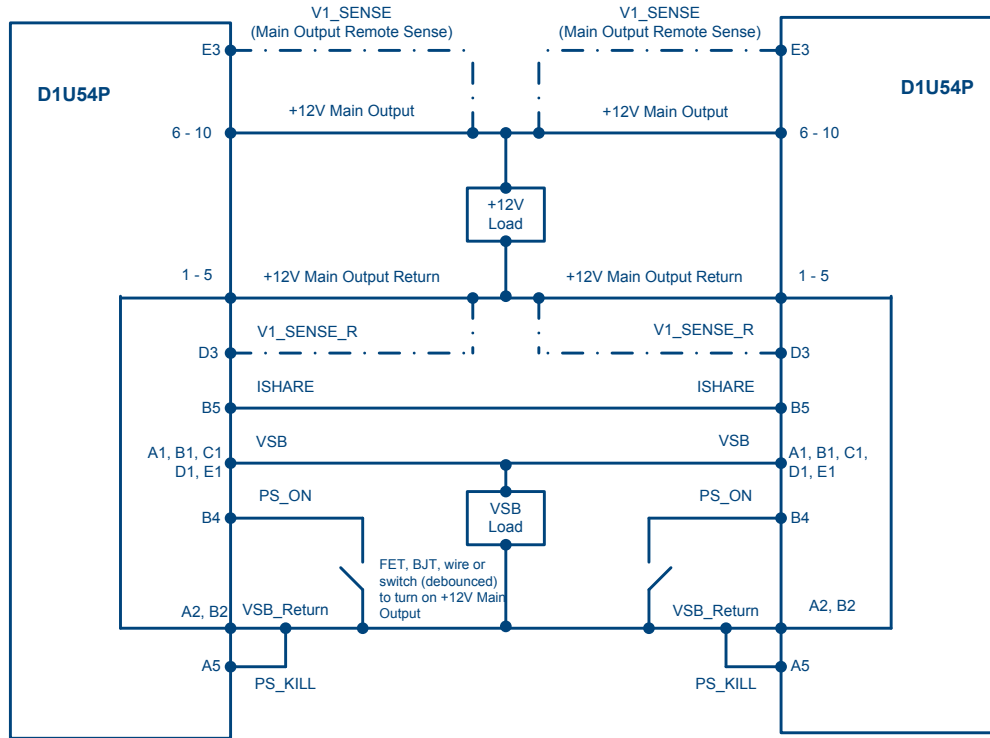 V1_SENSE
(Main Output Remote Sense)
V1_SENSE
(Main Output Remote Sense)
E3
E3
D1U54P
D1U54P
+12V Main Output
+12V Main Output
6 - 10
6 - 10
+12V
Load
1 - 5
+12V Main Output Return
+12V Main Output Return
1 - 5
V1_SENSE_R
V1_SENSE_R
D3
D3
ISHARE
ISHARE
B5
B5
VSB
VSB
A1, B1, C1
D1, E1
A1, B1, C1,
D1, E1
PS_ON
PS_ON
VSB
Load
B4
B4
FET, BJT, wire or
switch (debounced)
to turn on +12V Main
Output
A2, B2
VSB_Return
VSB_Return
A2, B2
A5
A5
PS_KILL
PS_KILL